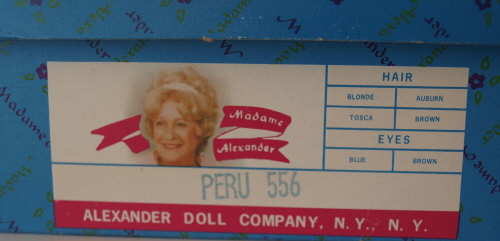 HAIR
BLONDE AUBURN
TOSCA BROWN
EYES
BLUE BROWN
Madame
Alexander
PERU 556
ALEXANDER DOLL COMPANY, N.Y., N.Y.